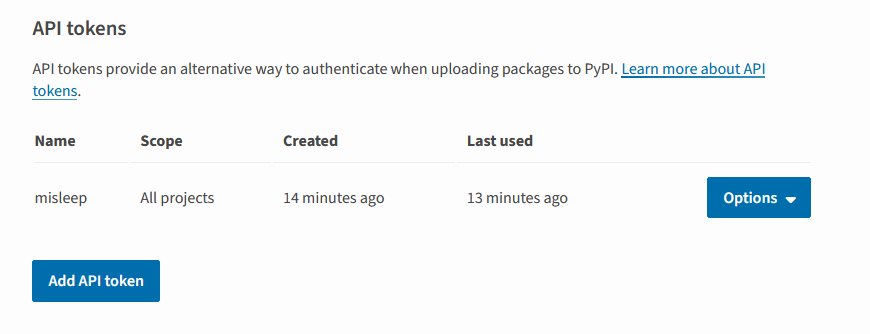 API tokens
API tokens provide an alternative way to authenticate when uploading packages to PyPI. Learn more about API
tokens.
Name Scope Created Last used
misleep All projects 14 minutes ago 13 minutes ago Options
Add API token